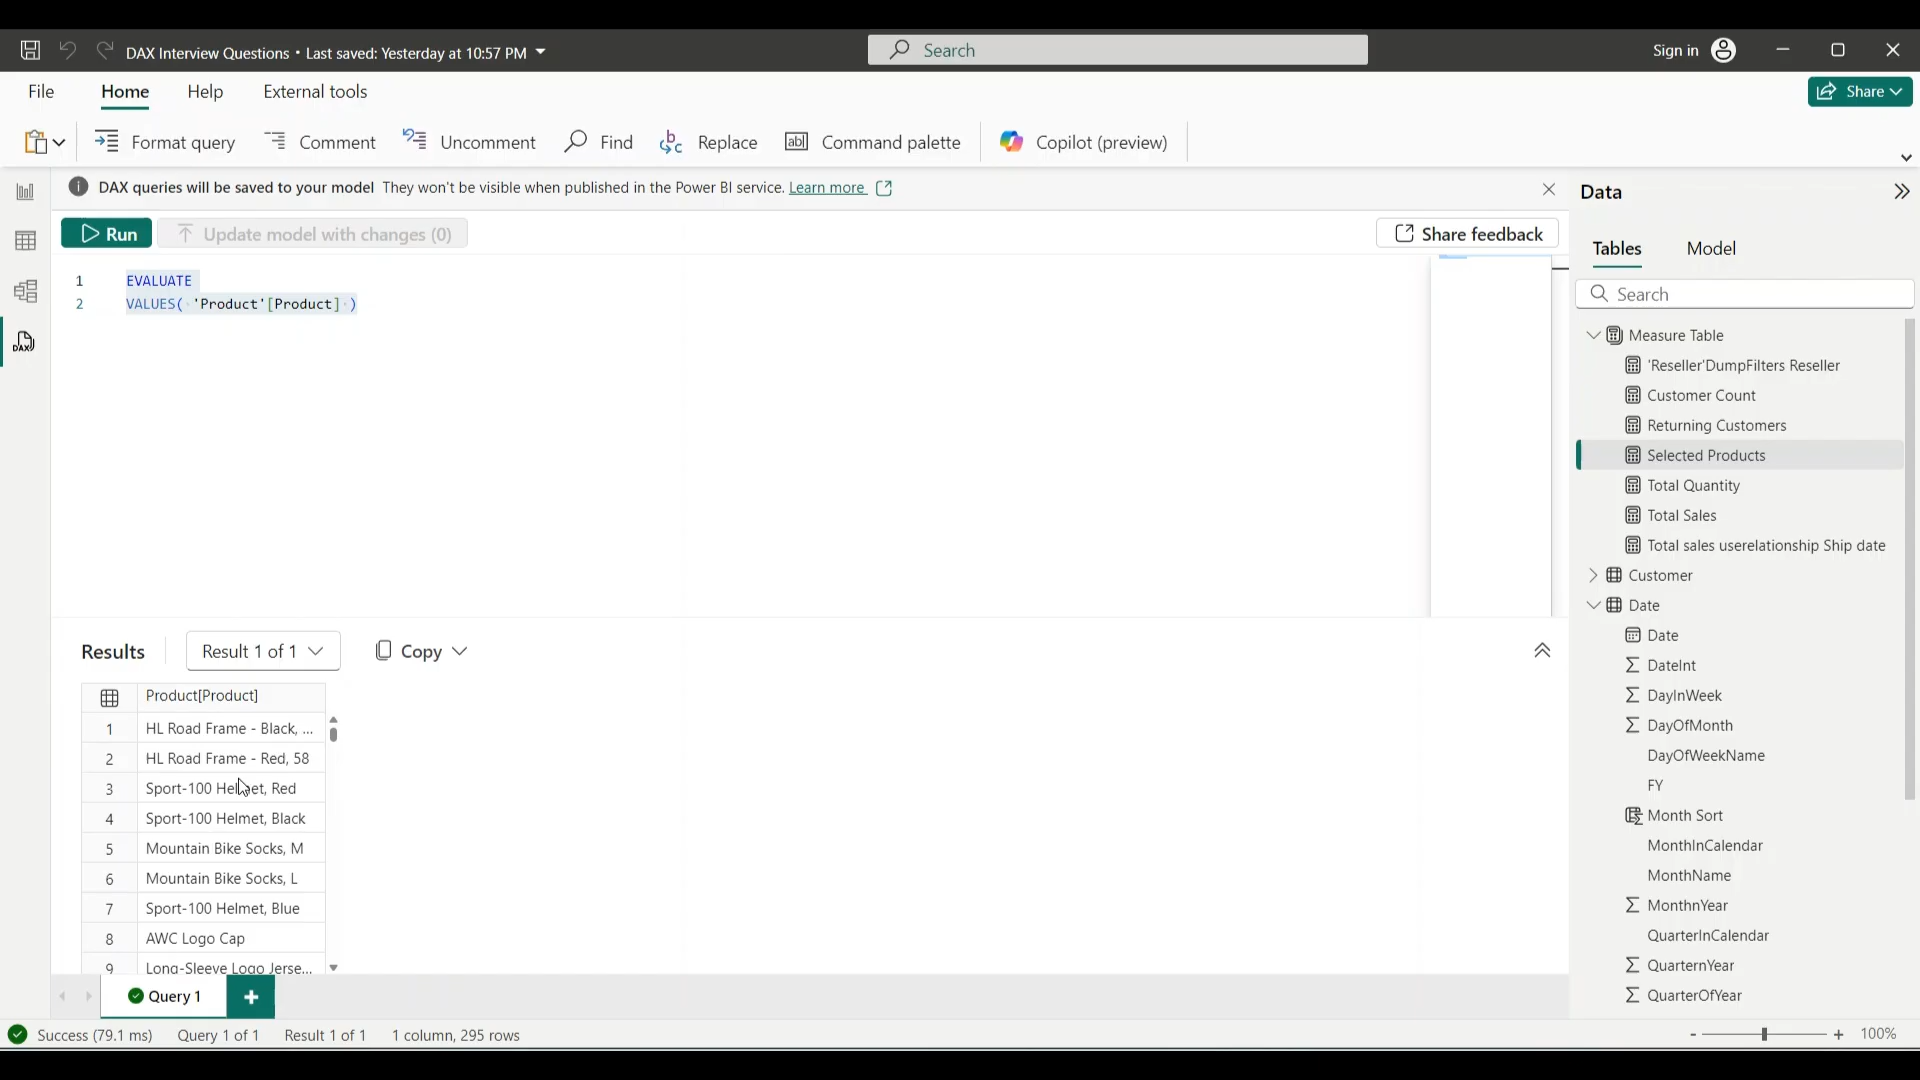 DAX Interview Questions • Last saved: Yesterday at 10:57 PM
Search
Sign in
File
Home
Help
External tools
Share
Format query
Comment
Uncomment
Find
Replace
Command palette
Copilot (preview)
DAX queries will be saved to your model They won't be visible when published in the Power BI service. Learn more
Run
Update model with changes (0)
Share feedback
1 EVALUATE
2 VALUES( 'Product'[Product] )
Results
Result 1 of 1
Copy
Product[Product]
1 HL Road Frame - Black, ...
2 HL Road Frame - Red, 58
3 Sport-100 Helmet, Red
4 Sport-100 Helmet, Black
5 Mountain Bike Socks, M
6 Mountain Bike Socks, L
7 Sport-100 Helmet, Blue
8 AWC Logo Cap
9 Long-Sleeve Logo Jerse...
Query 1
Success (79.1 ms)
Query 1 of 1
Result 1 of 1
1 column, 295 rows
Data
Tables
Model
Search
Measure Table
'Reseller'DumpFilters Reseller
Customer Count
Returning Customers
Selected Products
Total Quantity
Total Sales
Total sales userelationship Ship date
Customer
Date
Date
DateInt
DayInWeek
DayOfMonth
DayOfWeekName
FY
Month Sort
MonthInCalendar
MonthName
MonthnYear
QuarterInCalendar
QuarternYear
QuarterOfYear
- + 100%
DAX